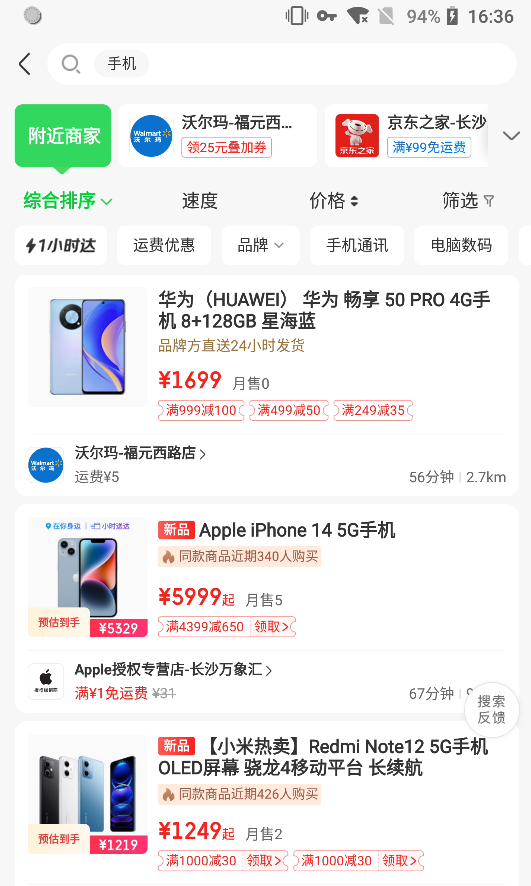 94% 16:36
手机
附近商家
Walmart
沃尔玛
沃尔玛-福元西...
领25元叠加券
京东之家
京东之家-长沙
满¥99免运费
综合排序 速度 价格 筛选
1小时达 运费优惠 品牌 手机通讯 电脑数码
华为（HUAWEI） 华为 畅享 50 PRO 4G手
机 8+128GB 星海蓝
品牌方直送24小时发货
¥1699 月售0
满999减100 满499减50 满249减35
Walmart
沃尔玛
沃尔玛-福元西路店
运费¥5 56分钟 2.7km
在你身边 小时送达
预估到手
¥5329
新品 Apple iPhone 14 5G手机
同款商品近期340人购买
¥5999起 月售5
满4399减650 领取
Apple授权专营店-长沙万象汇
满¥1免运费 ¥31 67分钟
搜索
反馈
预估到手
¥1219
新品 【小米热卖】Redmi Note12 5G手机
OLED屏幕 骁龙4移动平台 长续航
同款商品近期426人购买
¥1249起 月售2
满1000减30 领取 满1000减30 领取